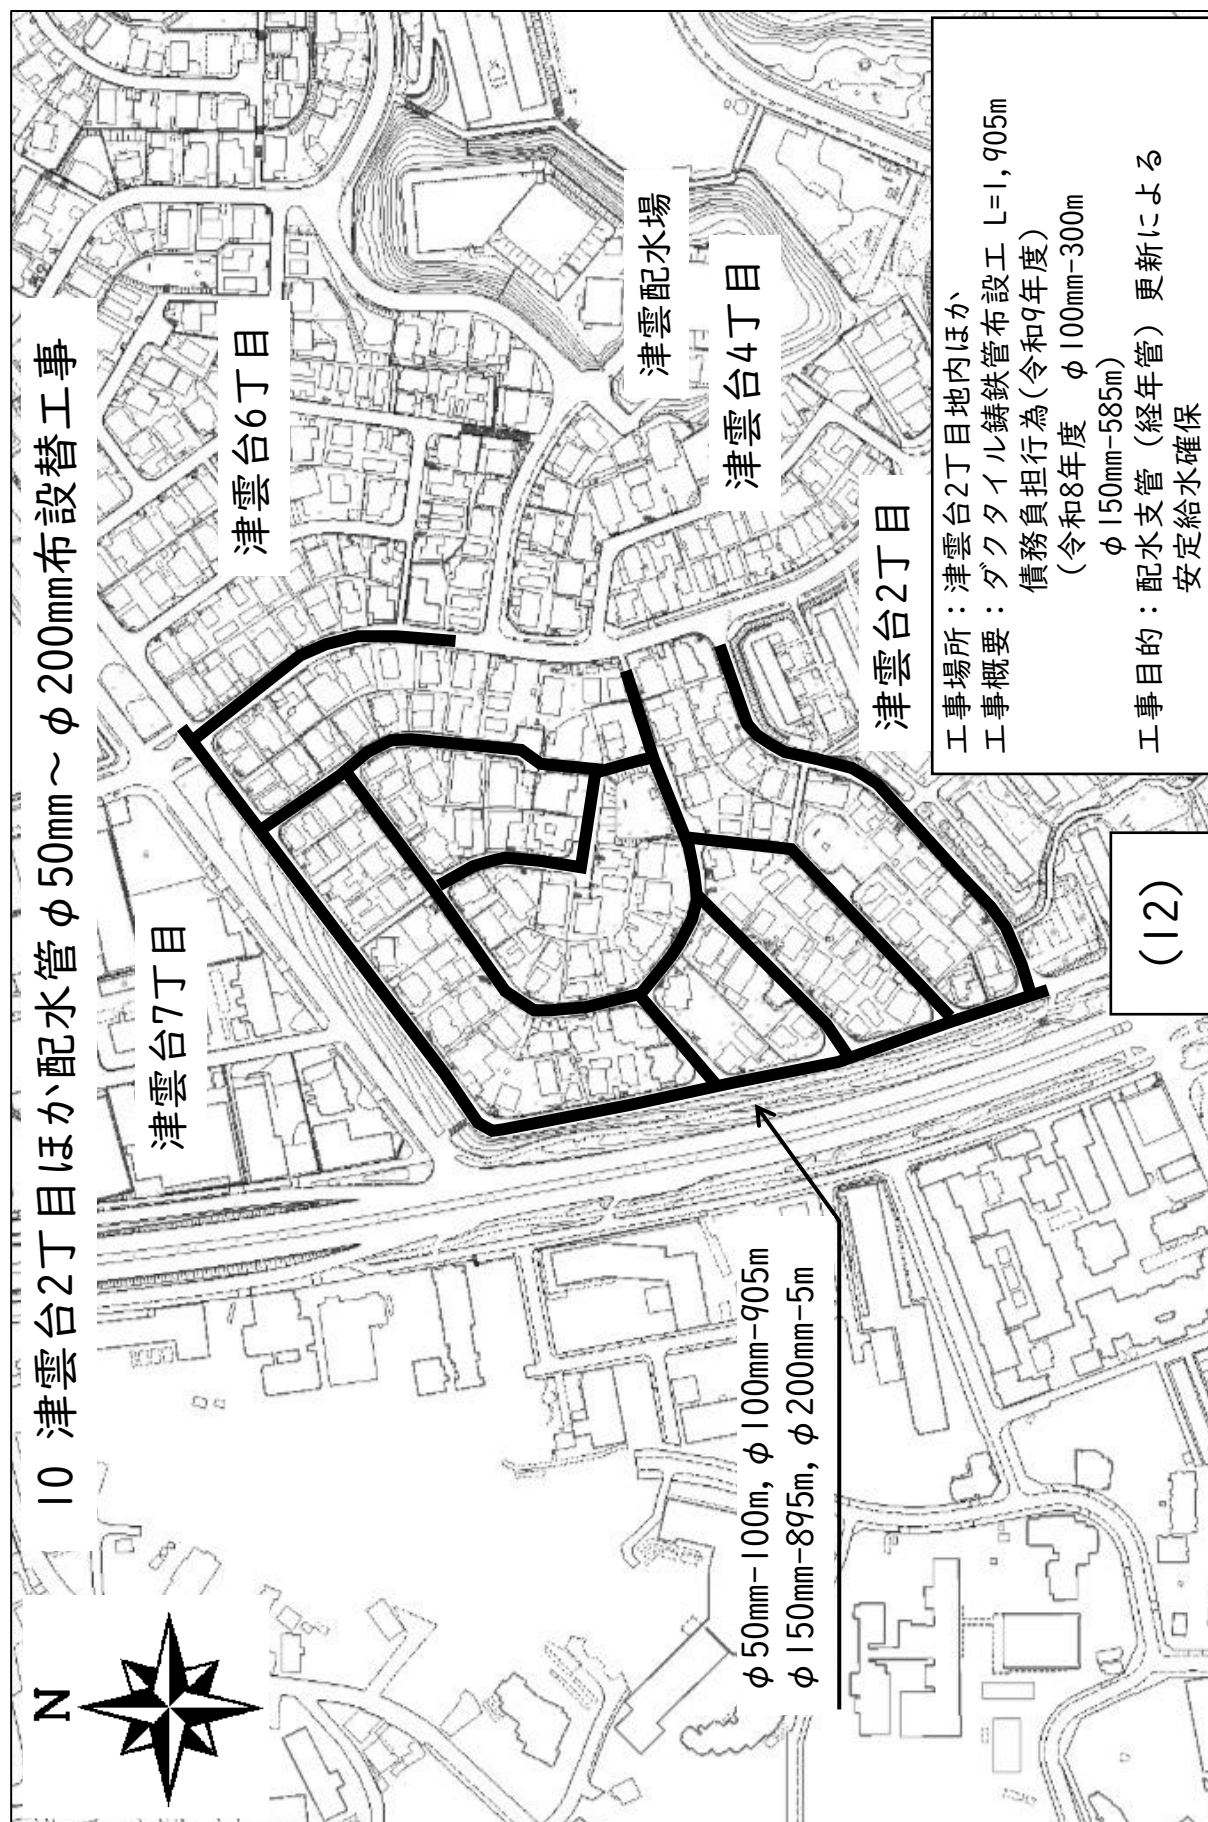 10 津雲台2丁目ほか配水管φ50mm～φ200mm布設替工事
N
津雲台7丁目
津雲台6丁目
津雲配水場
津雲台4丁目
津雲台2丁目
φ50mm-100m, φ100mm-905m
φ150mm-895m, φ200mm-5m
工事場所：津雲台2丁目地内ほか
工事概要：ダクタイル鋳鉄管布設工 L=1,905m
債務負担行為(令和9年度)
(令和8年度 φ100mm-300m
φ150mm-585m)
工事目的：配水支管（経年管）更新による
安定給水確保
(12)